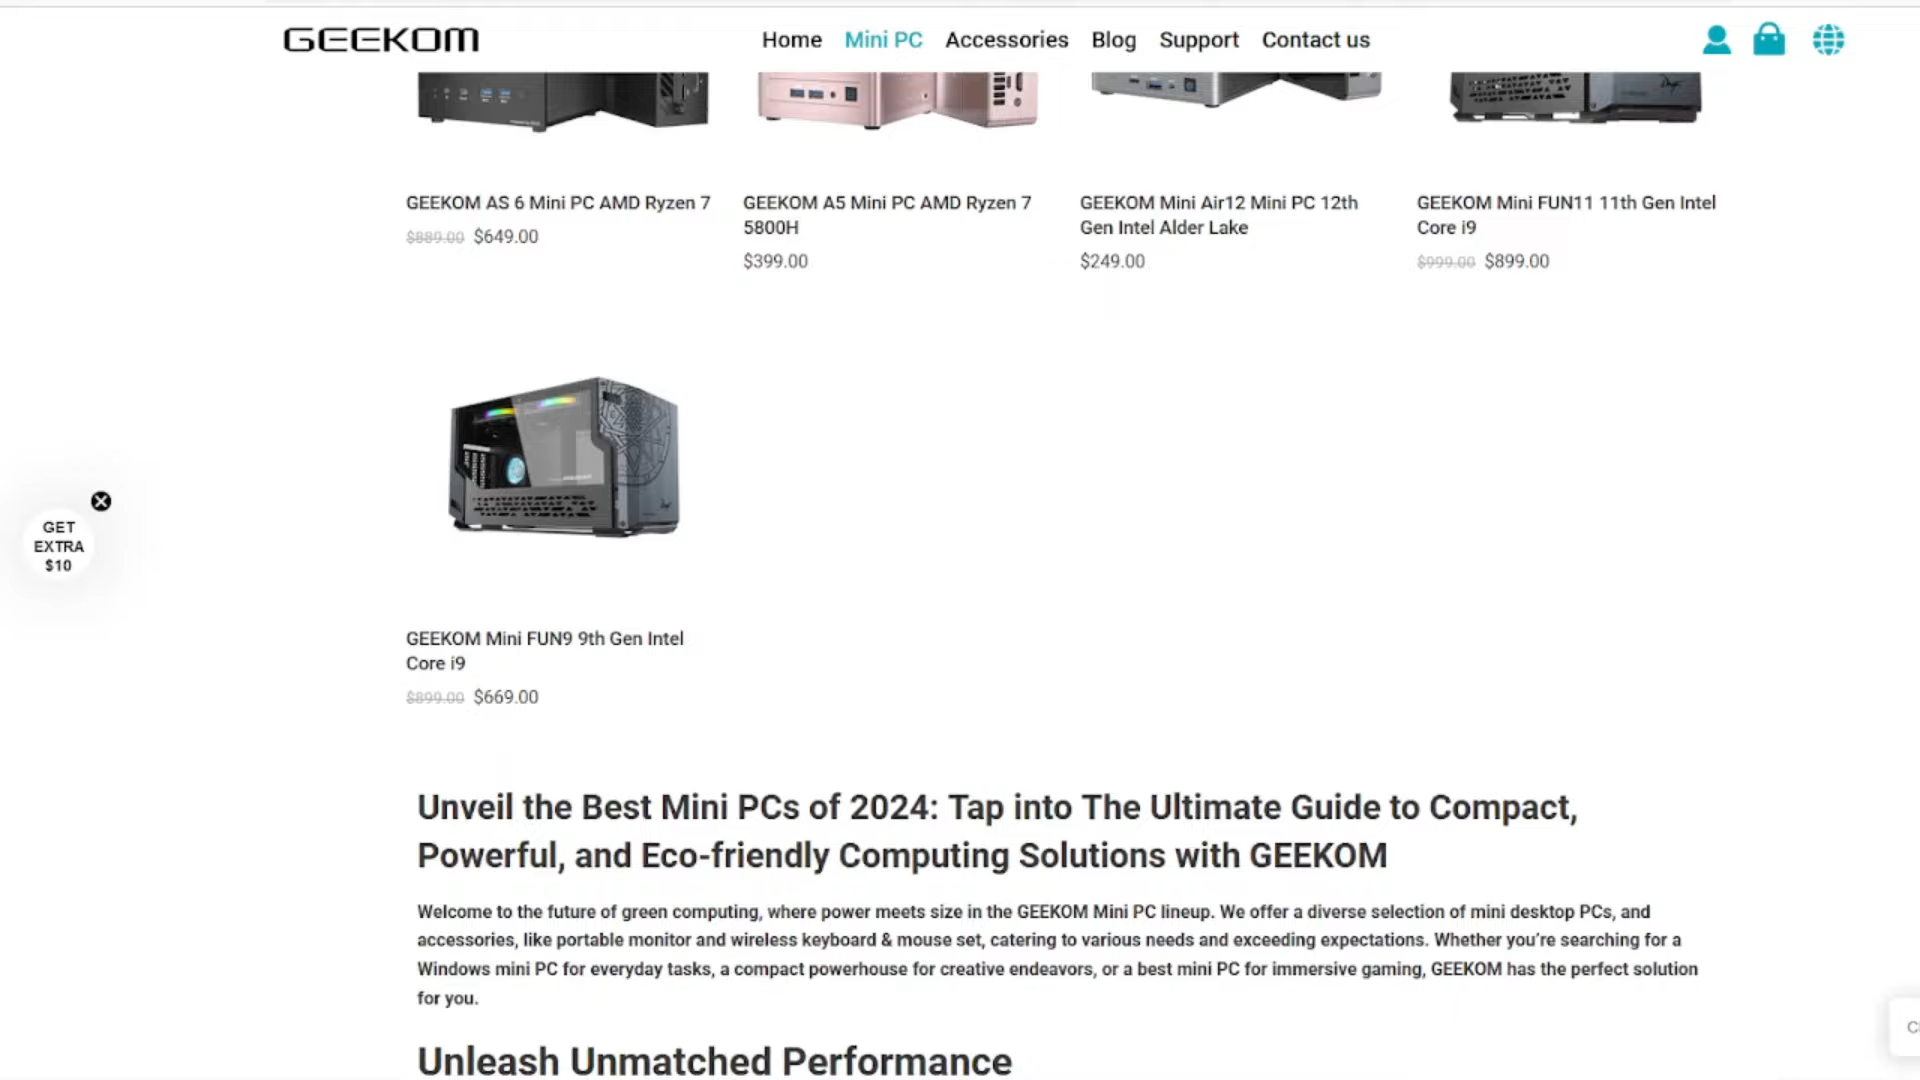 GEEKOM
Home Mini PC Accessories Blog Support Contact us
GEEKOM AS 6 Mini PC AMD Ryzen 7
$889.00 $649.00
GEEKOM A5 Mini PC AMD Ryzen 7
5800H
$399.00
GEEKOM Mini Air12 Mini PC 12th
Gen Intel Alder Lake
$249.00
GEEKOM Mini FUN11 11th Gen Intel
Core i9
$999.00 $899.00
GET
EXTRA
$10
GEEKOM Mini FUN9 9th Gen Intel
Core i9
$899.00 $669.00
Unveil the Best Mini PCs of 2024: Tap into The Ultimate Guide to Compact,
Powerful, and Eco-friendly Computing Solutions with GEEKOM
Welcome to the future of green computing, where power meets size in the GEEKOM Mini PC lineup. We offer a diverse selection of mini desktop PCs, and
accessories, like portable monitor and wireless keyboard & mouse set, catering to various needs and exceeding expectations. Whether you’re searching for a
Windows mini PC for everyday tasks, a compact powerhouse for creative endeavors, or a best mini PC for immersive gaming, GEEKOM has the perfect solution
for you.
Unleash Unmatched Performance